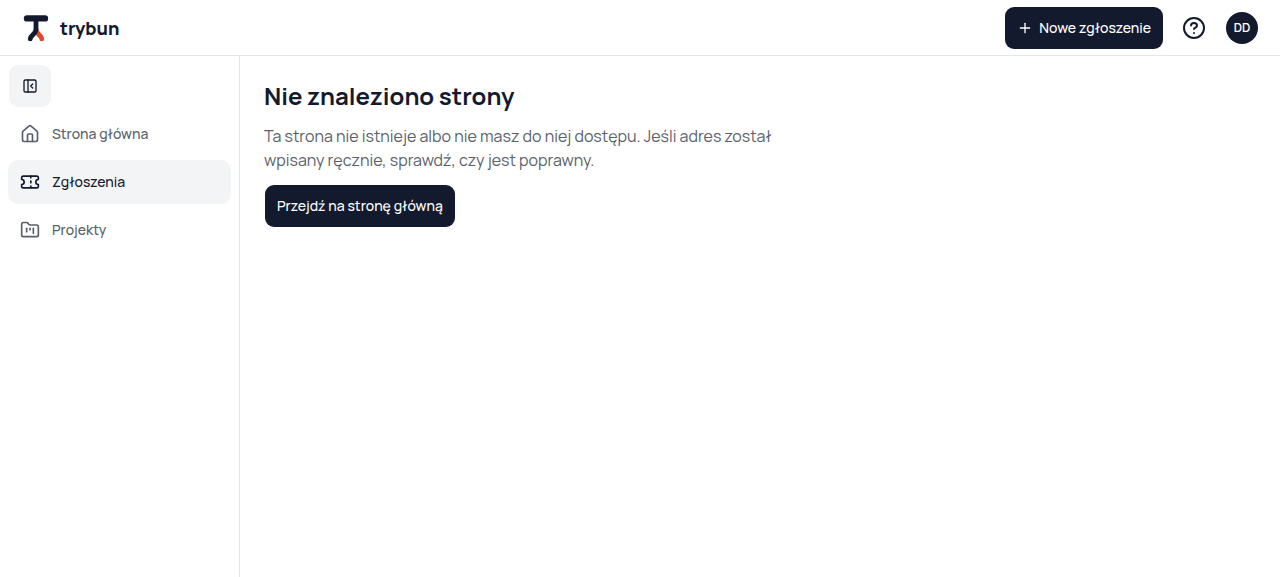 trybun
Nowe zgłoszenie
DD
Strona główna
Zgłoszenia
Projekty
Nie znaleziono strony
Ta strona nie istnieje albo nie masz do niej dostępu. Jeśli adres został
wpisany ręcznie, sprawdź, czy jest poprawny.
Przejdź na stronę główną